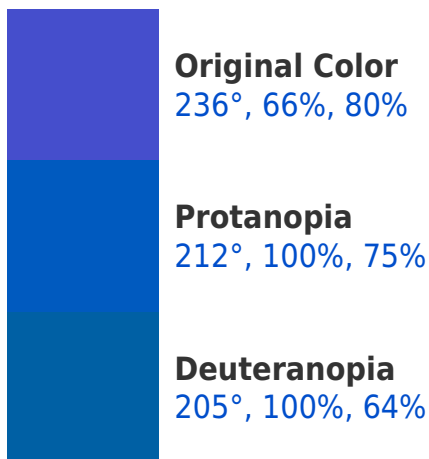 Original Color
236°, 66%, 80%
Protanopia
212°, 100%, 75%
Deuteranopia
205°, 100%, 64%